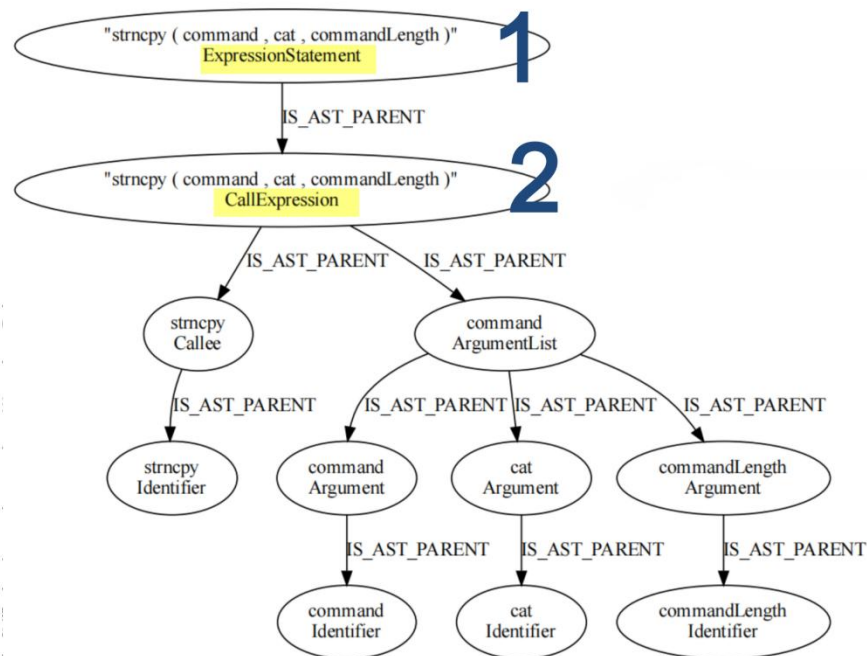 "strncpy ( command , cat , commandLength )"
ExpressionStatement
1
IS_AST_PARENT
"strncpy ( command , cat , commandLength )"
CallExpression
2
IS_AST_PARENT
IS_AST_PARENT
strncpy
Callee
command
ArgumentList
IS_AST_PARENT
IS_AST_PARENT
IS_AST_PARENT
IS_AST_PARENT
strncpy
Identifier
command
Argument
cat
Argument
commandLength
Argument
IS_AST_PARENT
IS_AST_PARENT
IS_AST_PARENT
command
Identifier
cat
Identifier
commandLength
Identifier